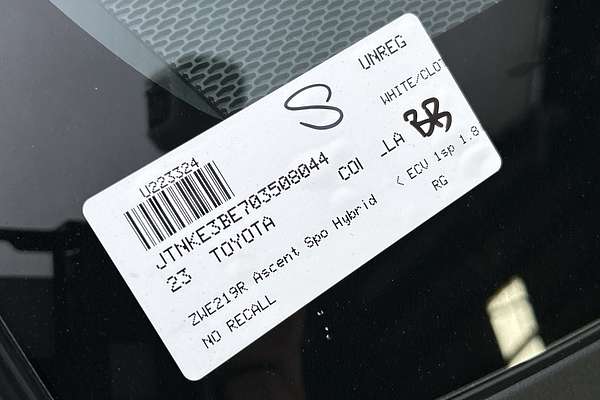 UNREG
S
U223324
WHITE/CLOT
JTNKE3BE703508044
BB
23 TOYOTA
COI _LA
ZWE219R Ascent Spo Hybrid < ECV 1sp 1.8
NO RECALL
RG